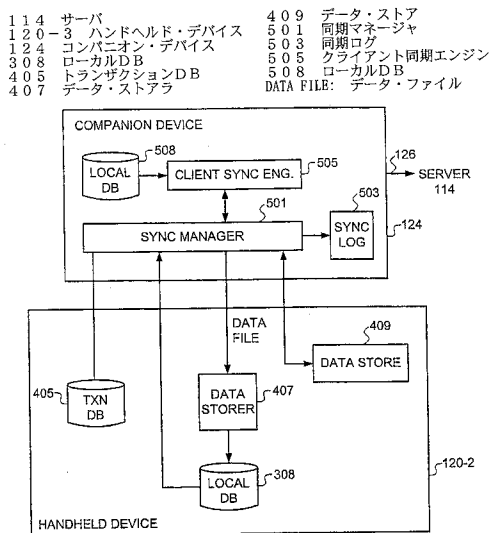 114 サーバ
120-3 ハンドヘルド・デバイス
124 コンパニオン・デバイス
308 ローカルDB
405 トランザクションDB
407 データ・ストアラ
409 データ・ストア
501 同期マネージャ
503 同期ログ
505 クライアント同期エンジン
508 ローカルDB
DATA FILE: データ・ファイル
COMPANION DEVICE
508
LOCAL
DB
CLIENT SYNC ENG.
505
126
SERVER
114
501
SYNC MANAGER
503
SYNC
LOG
124
DATA
FILE
409
DATA STORE
405
TXN
DB
DATA
STORER
407
308
LOCAL
DB
120-2
HANDHELD DEVICE